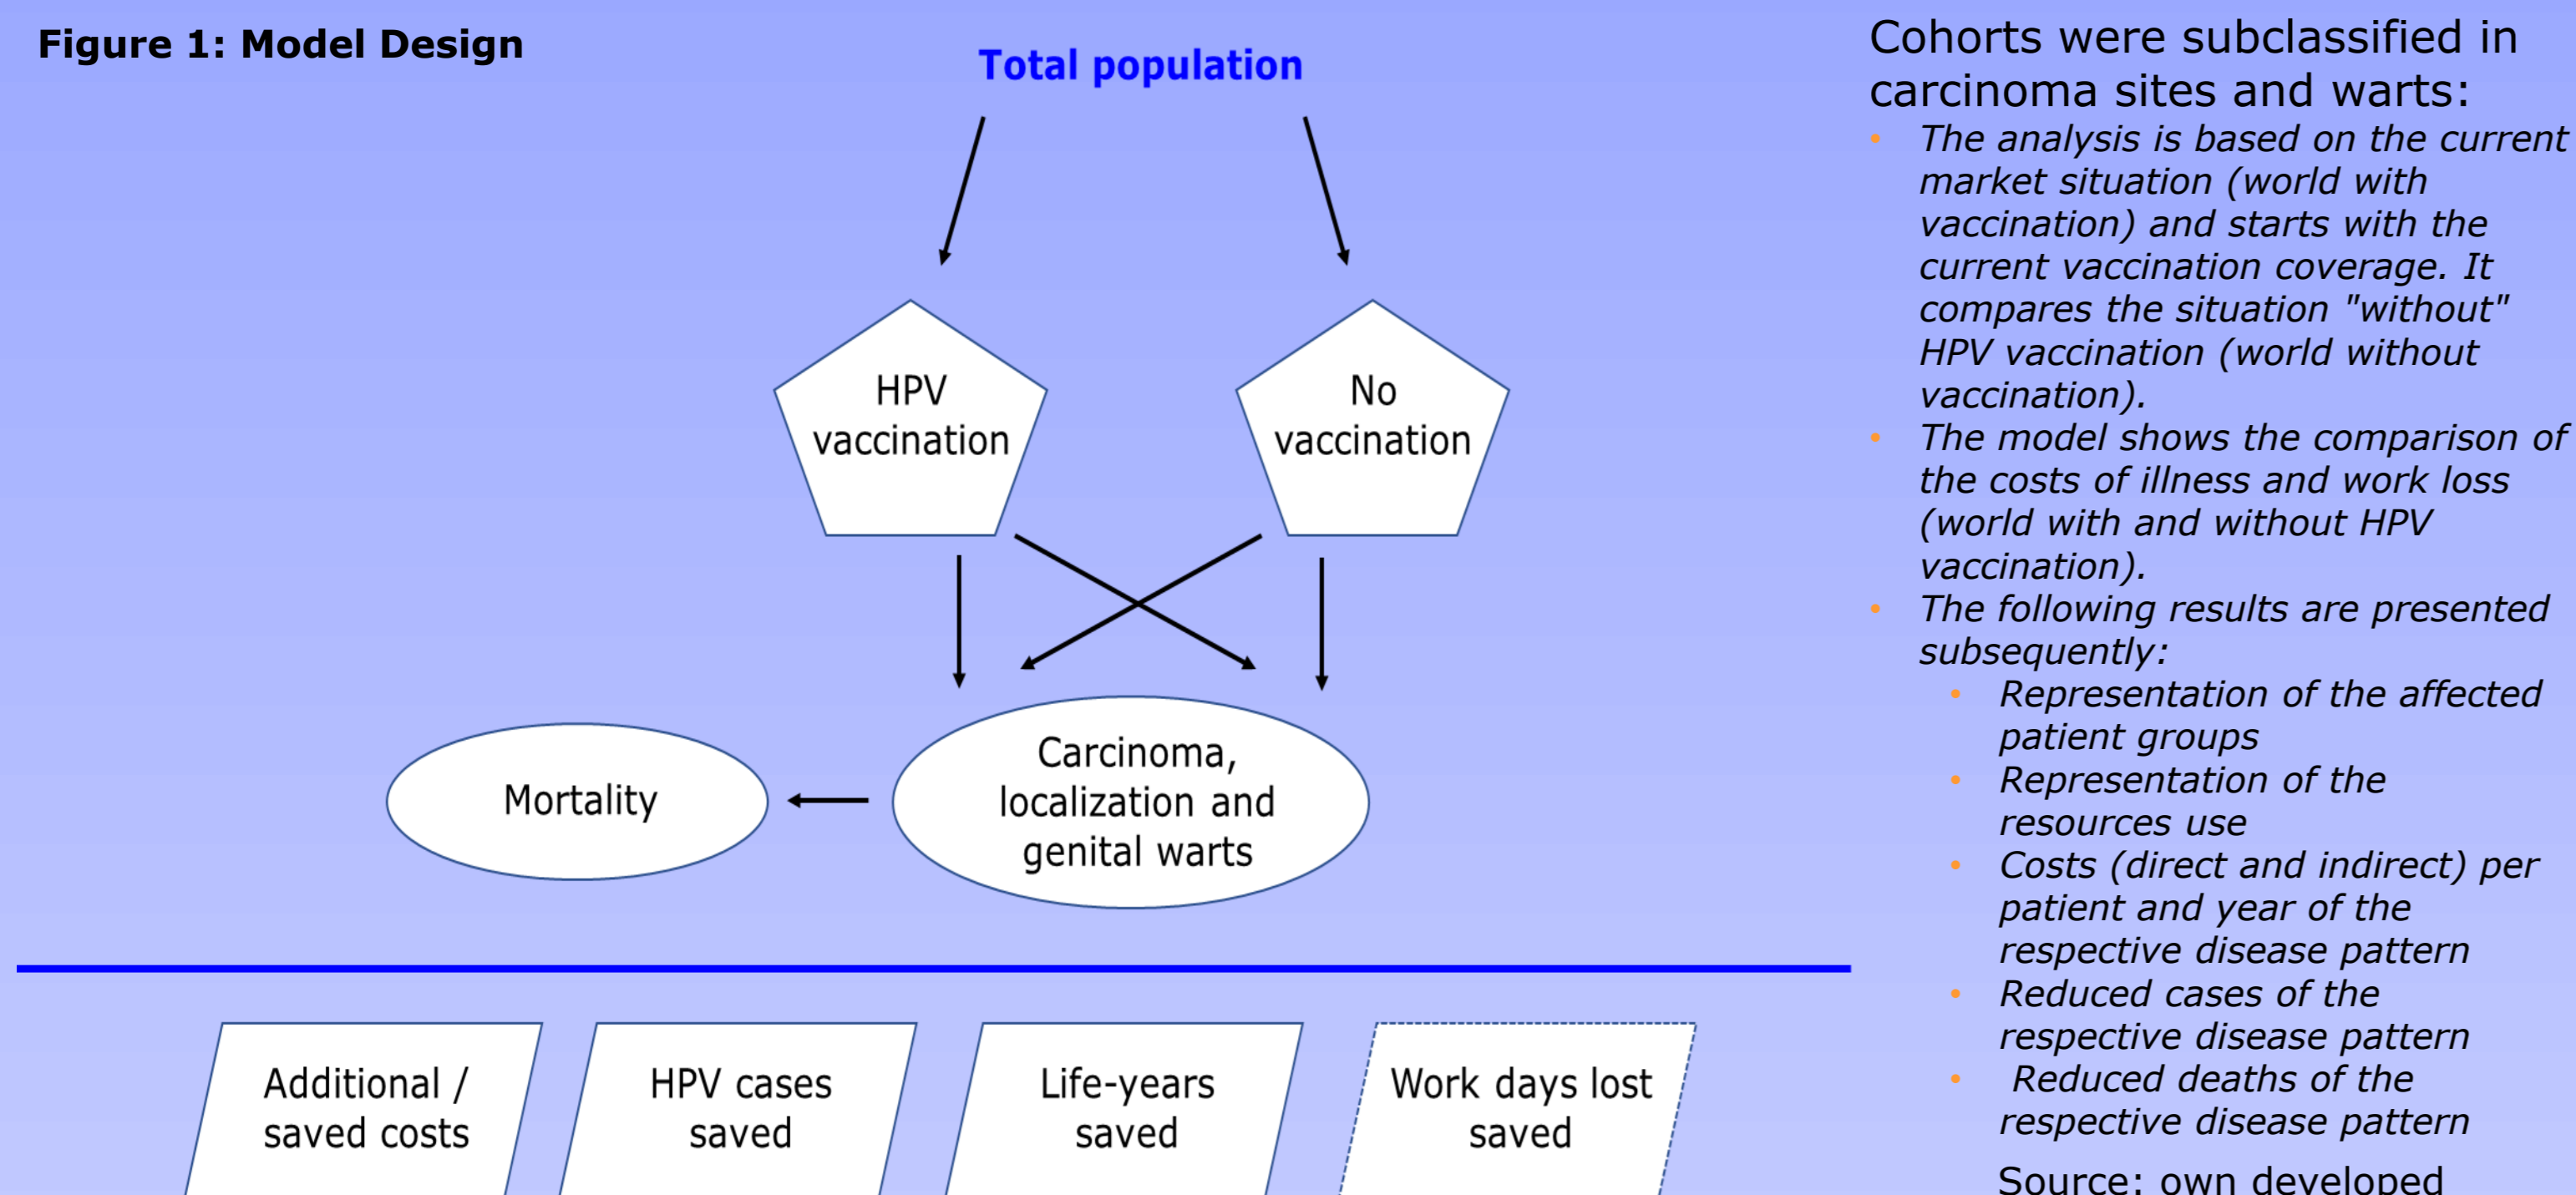 Figure 1: Model Design
Total population
HPV
vaccination
No
vaccination
Mortality
Carcinoma,
localization and
genital warts
Additional /
saved costs
HPV cases
saved
Life-years
saved
Work days lost
saved
Cohorts were subclassified in
carcinoma sites and warts:
• The analysis is based on the current
market situation (world with
vaccination) and starts with the
current vaccination coverage. It
compares the situation "without"
HPV vaccination (world without
vaccination).
• The model shows the comparison of
the costs of illness and work loss
(world with and without HPV
vaccination).
• The following results are presented
subsequently:
• Representation of the affected
patient groups
• Representation of the
resources use
• Costs (direct and indirect) per
patient and year of the
respective disease pattern
• Reduced cases of the
respective disease pattern
• Reduced deaths of the
respective disease pattern
Source: own developed